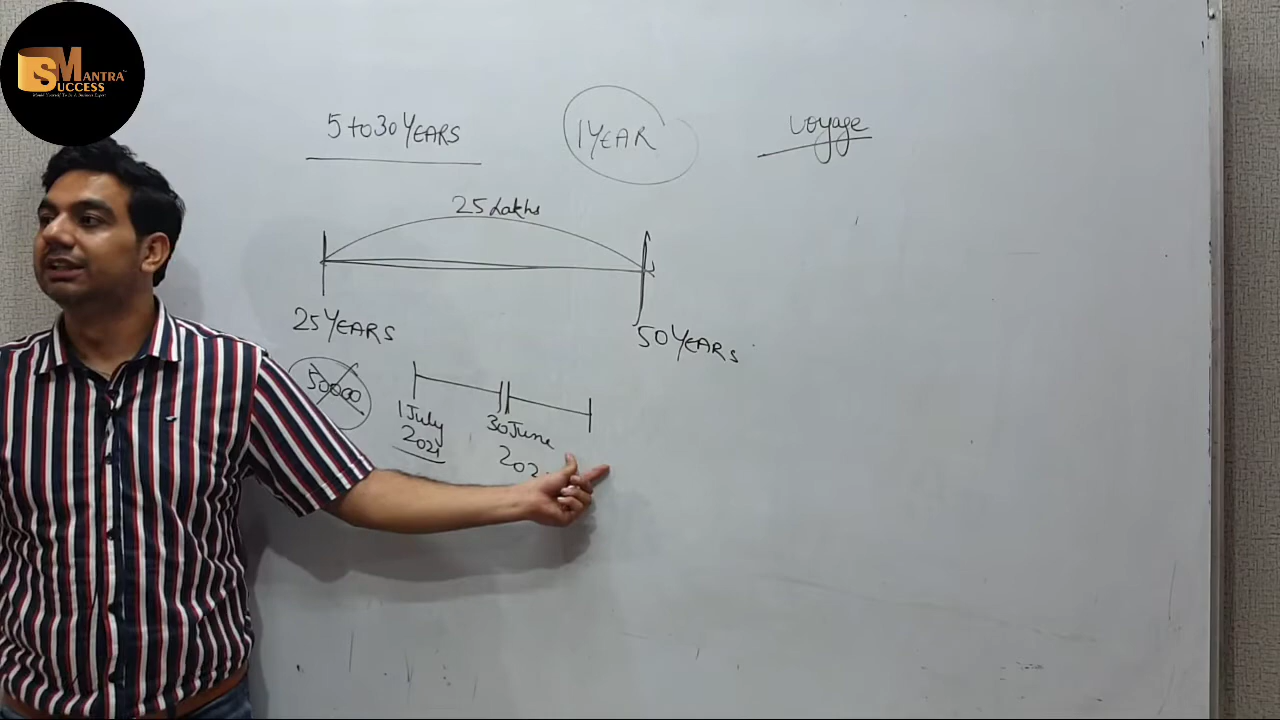 SUCCESS MANTRA
5 to 30 YEARS
1 YEAR
Voyage
25 Lakhs
25 YEARS
50 YEARS
50000
1 July
2021
30 June